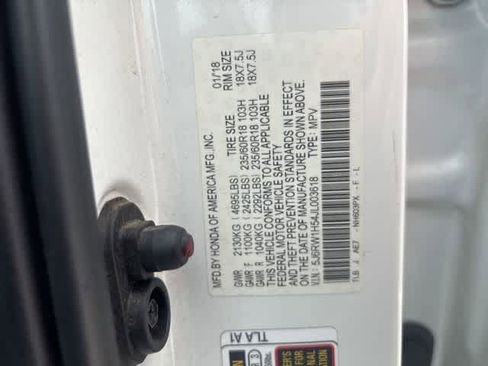 MFD.BY HONDA OF AMERICA MFG.,INC. 01/18
TIRE SIZE RIM SIZE
GVWR 2130KG (4695LBS)
GAWR F 1100KG (2425LBS) 235/60R18 103H 18X7.5J
GAWR R 1040KG (2292LBS) 235/60R18 103H 18X7.5J
THIS VEHICLE CONFORMS TO ALL APPLICABLE
FEDERAL MOTOR VEHICLE SAFETY
AND THEFT PREVENTION STANDARDS IN EFFECT
ON THE DATE OF MANUFACTURE SHOWN ABOVE.
V.I.N.: 5J6RW1H54JL003618 TYPE: MPV
TLB J AE7 - NH603PX - F - L
TLA A1